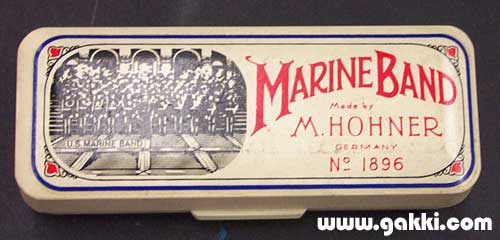 MARINE BAND
Made by
M. HOHNER
GERMANY
Nº 1896
U.S. MARINE BAND
www.gakki.com